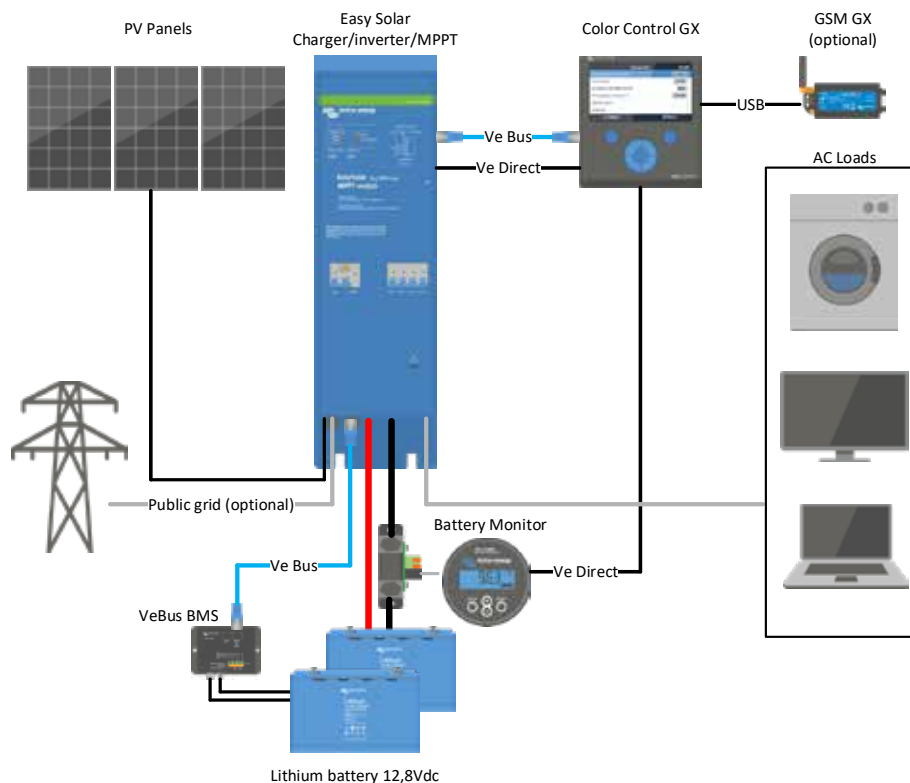 PV Panels
Easy Solar
Charger/inverter/MPPT
Color Control GX
GSM GX
(optional)
USB
Ve Bus
Ve Direct
AC Loads
Public grid (optional)
Battery Monitor
Ve Bus
Ve Direct
VeBus BMS
Lithium battery 12,8Vdc